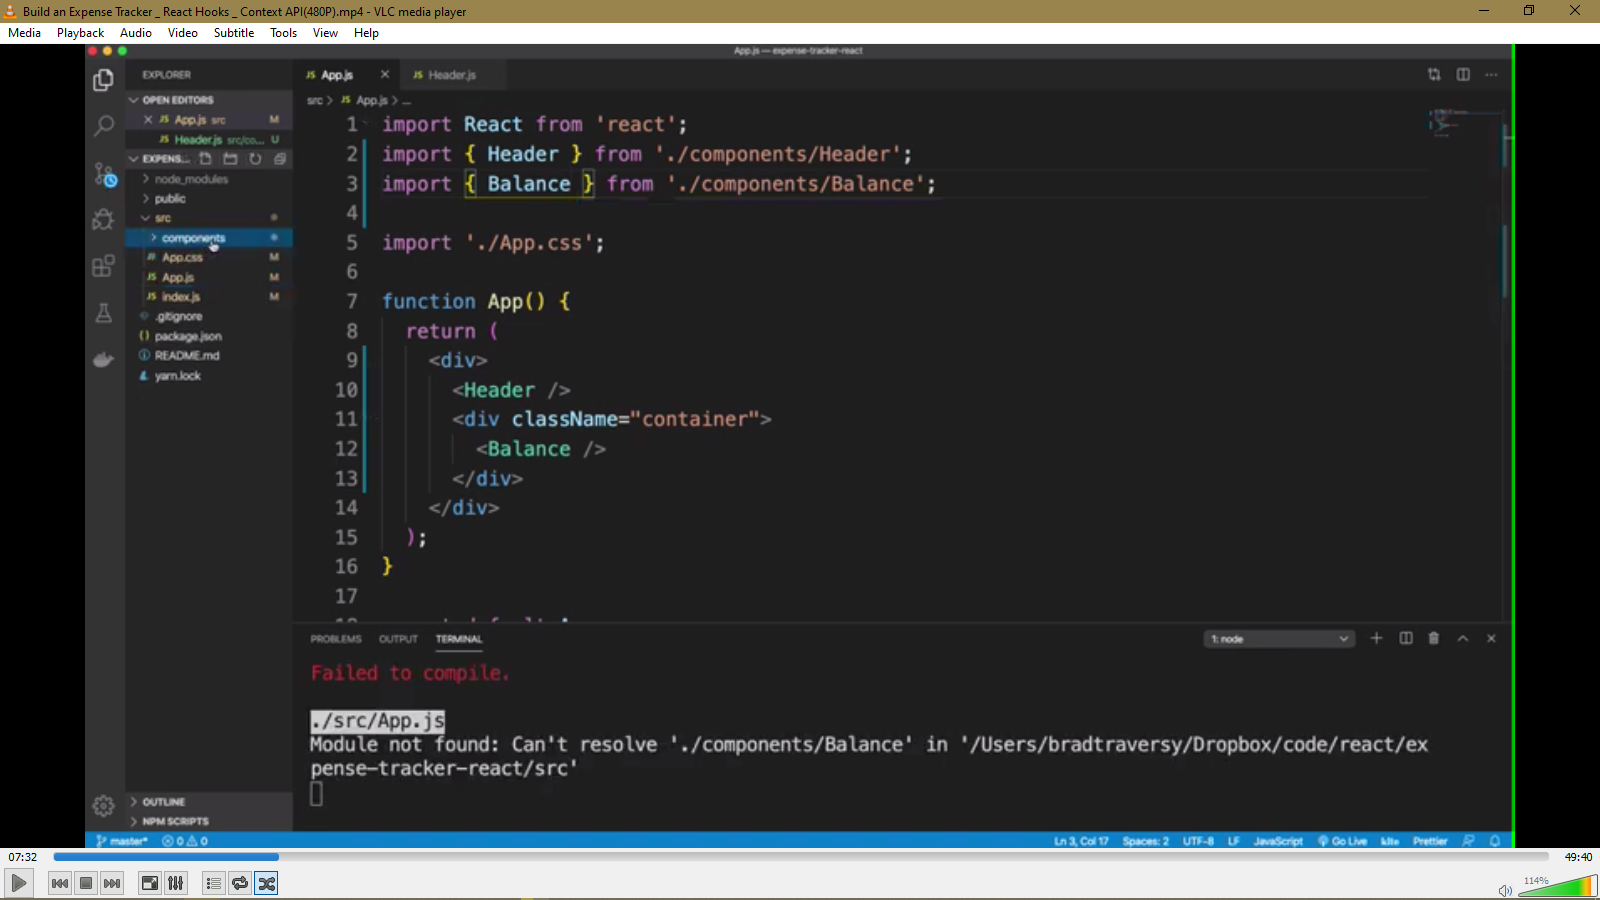 Build an Expense Tracker _ React Hooks _ Context API(480P).mp4 - VLC media player
Media Playback Audio Video Subtitle Tools View Help
App.js — expense-tracker-react
EXPLORER
OPEN EDITORS
App.js src M
Header.js src/co... U
EXPENS...
node_modules
public
src
components
App.css M
App.js M
index.js M
.gitignore
package.json
README.md
yarn.lock
OUTLINE
NPM SCRIPTS
JS App.js JS Header.js
src > JS App.js > ...
1 import React from 'react';
2 import { Header } from './components/Header';
3 import { Balance } from './components/Balance';
4
5 import './App.css';
6
7 function App() {
8 return (
9 <div>
10 <Header />
11 <div className="container">
12 <Balance />
13 </div>
14 </div>
15 );
16 }
17
PROBLEMS OUTPUT TERMINAL 1: node
Failed to compile.
./src/App.js
Module not found: Can't resolve './components/Balance' in '/Users/bradtraversy/Dropbox/code/react/ex
pense-tracker-react/src'
master* 0 0 Ln 3, Col 17 Spaces: 2 UTF-8 LF JavaScript Go Live kite Prettier
07:32 49:40
114%